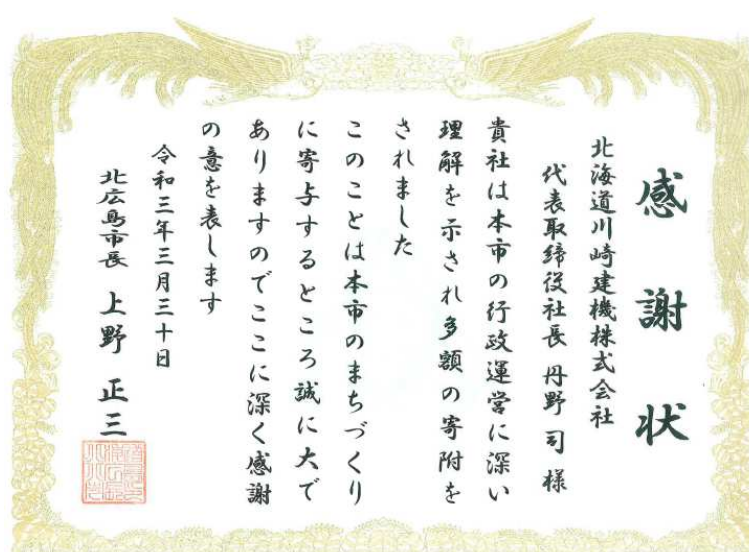 感謝状
北海道川崎建機株式会社
代表取締役社長 丹野 司 様
貴社は本市の行政運営に深い
理解を示され多額の寄附を
されました
このことは本市のまちづくり
に寄与するところ誠に大で
ありますのでここに深く感謝
の意を表します
令和三年三月三十日
北広島市長 上野 正三